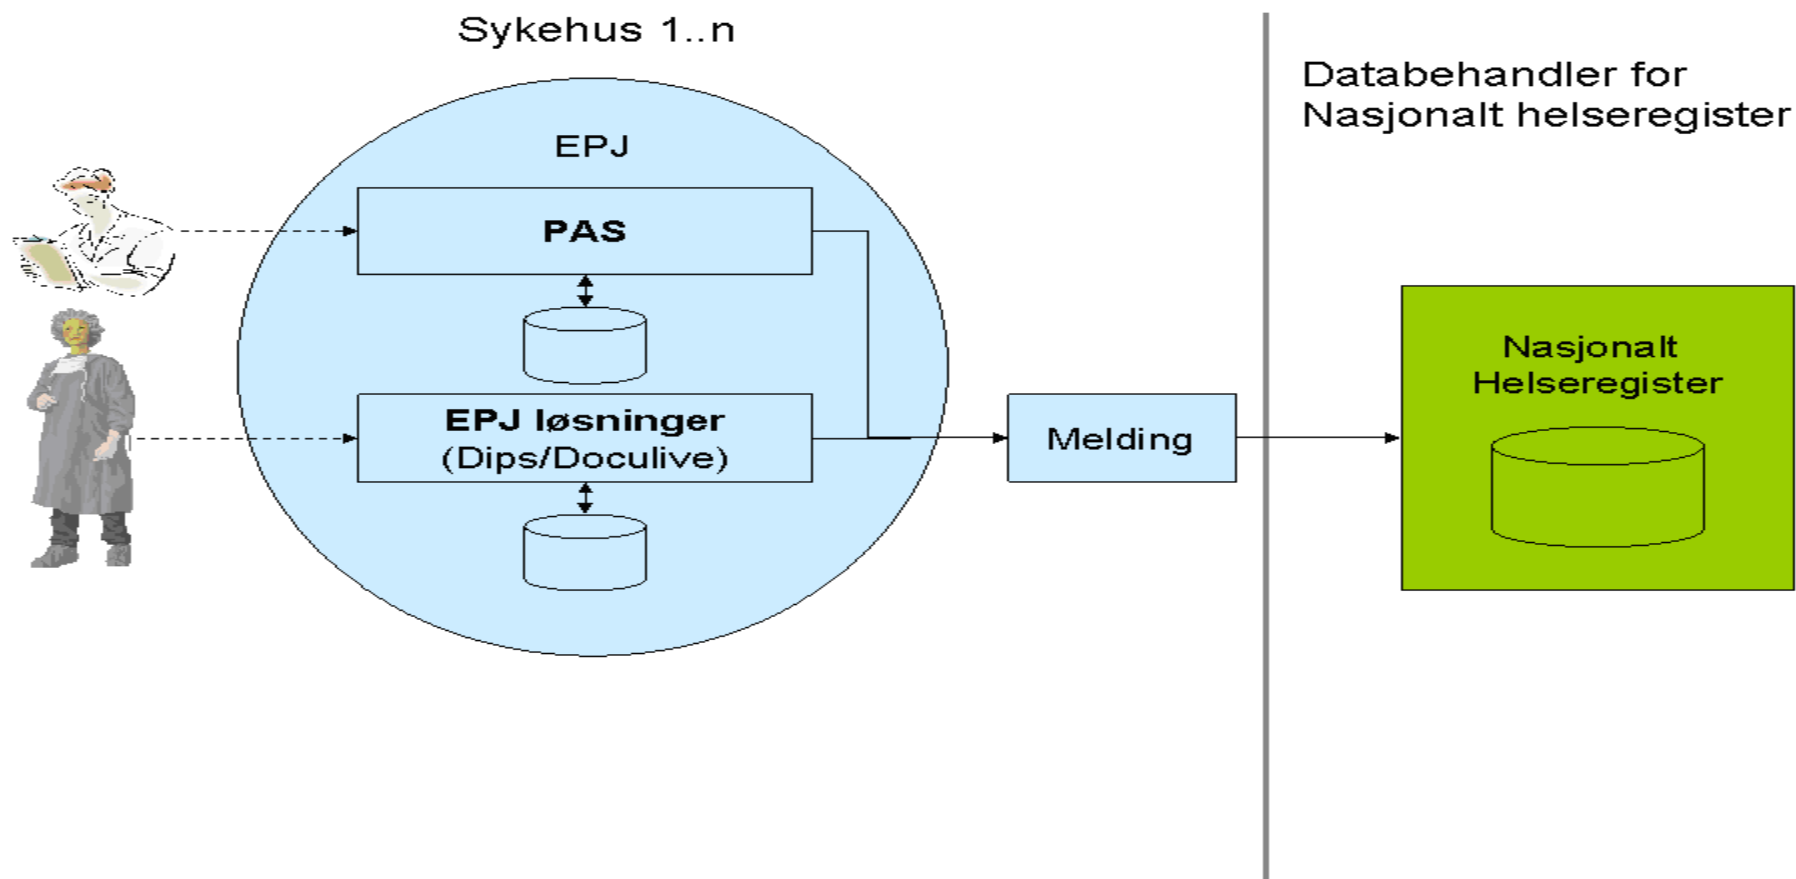 Sykehus 1..n
Databehandler for
Nasjonalt helseregister
EPJ
PAS
EPJ løsninger
(Dips/Doculive)
Melding
Nasjonalt
Helseregister